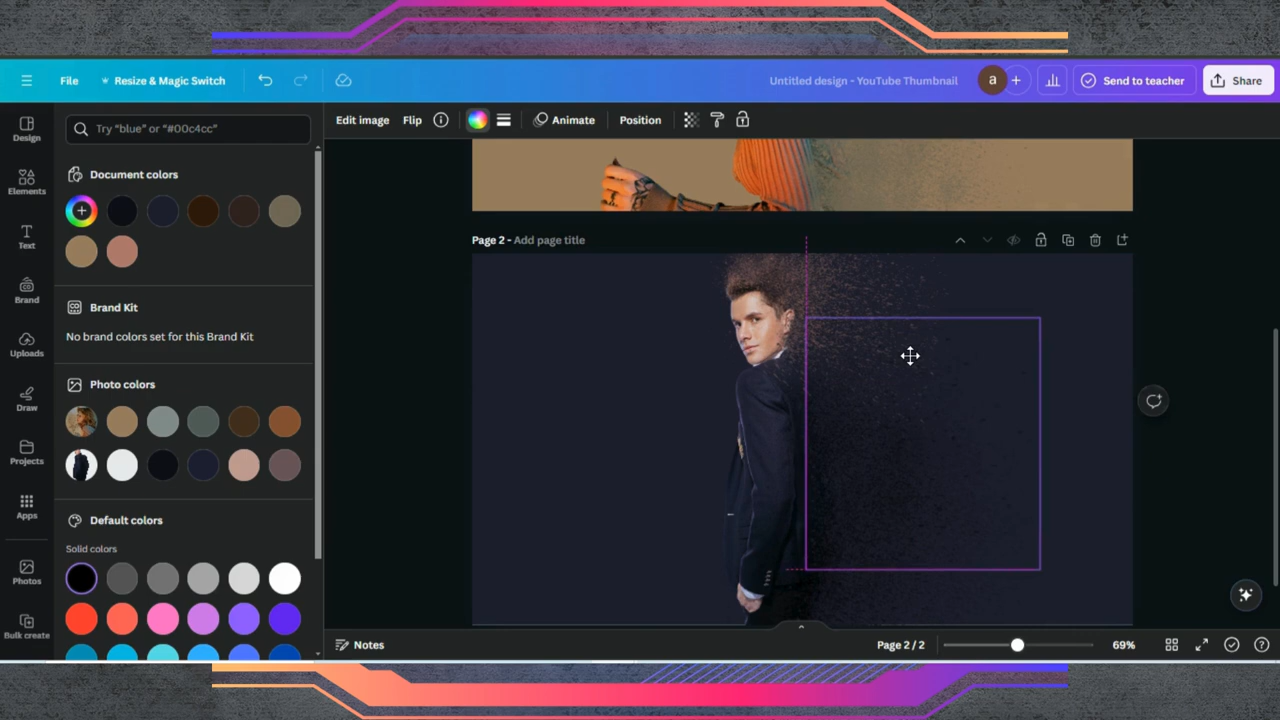 File
Resize & Magic Switch
Untitled design - YouTube Thumbnail
a
+
Send to teacher
Share
Design
Elements
Text
Brand
Uploads
Draw
Projects
Apps
Photos
Bulk create
Try "blue" or "#00c4cc"
Document colors
Brand Kit
No brand colors set for this Brand Kit
Photo colors
Default colors
Solid colors
Edit image
Flip
Animate
Position
Page 2 - Add page title
Notes
Page 2 / 2
69%